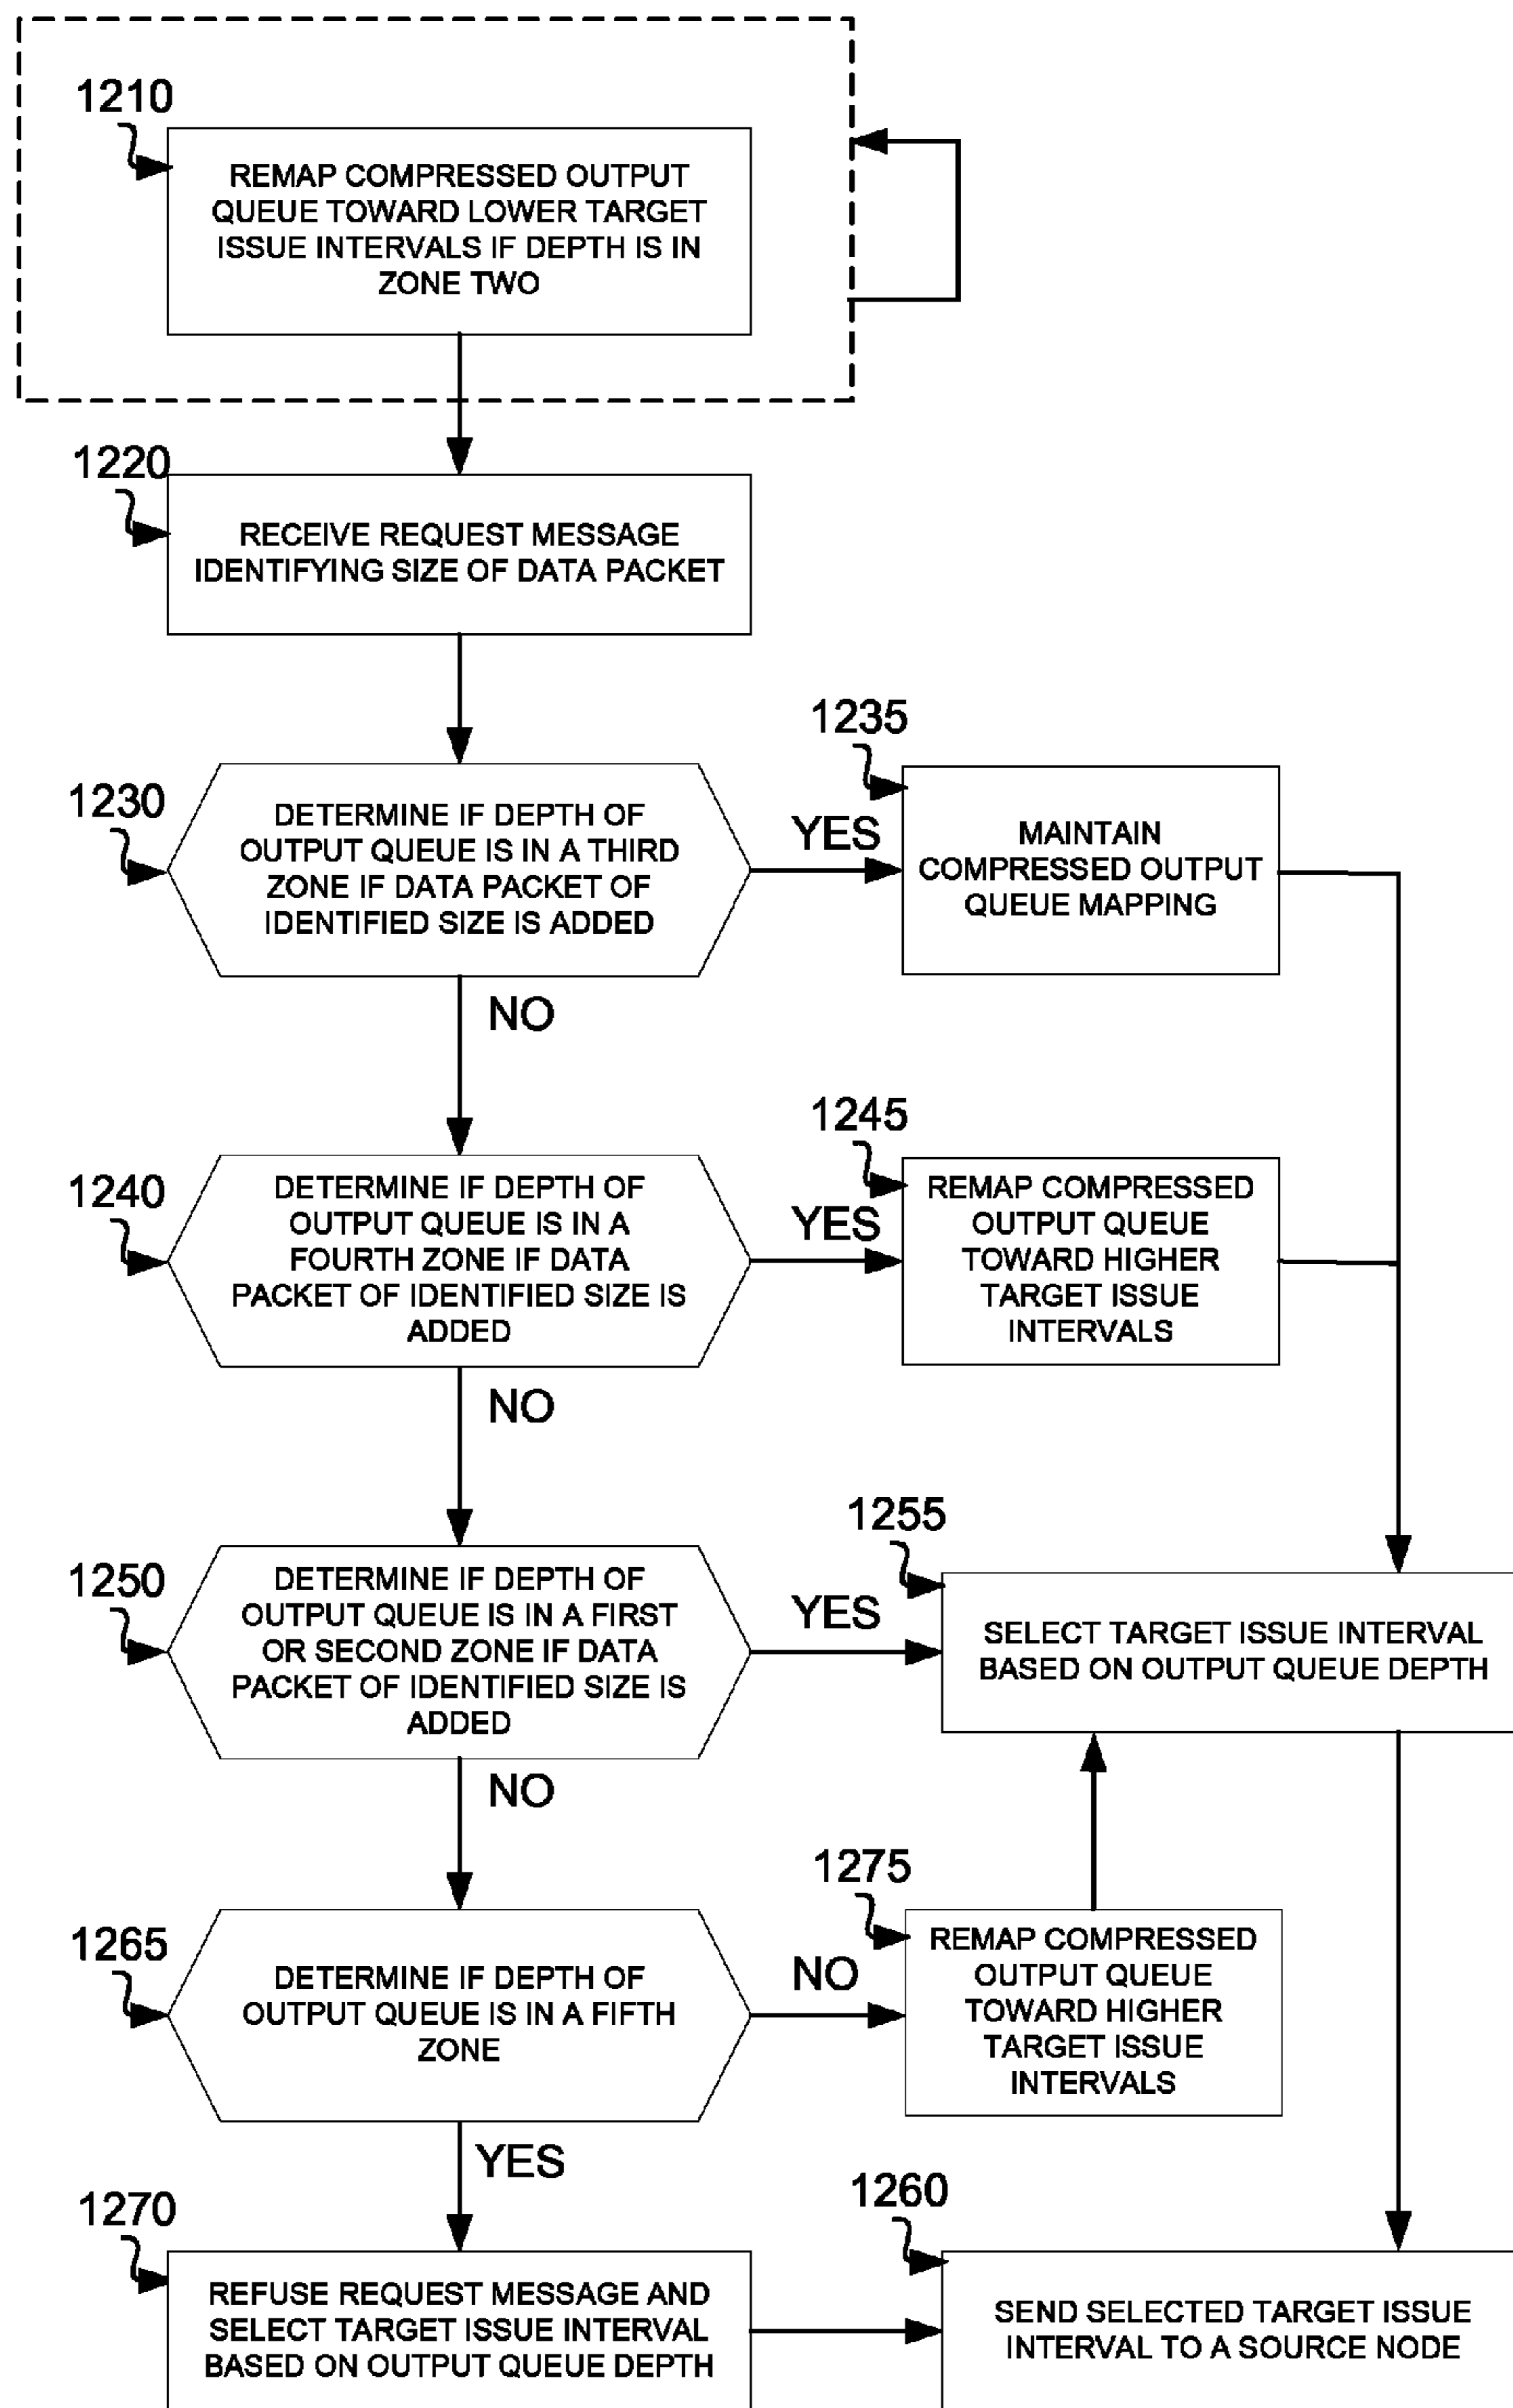 1210
REMAP COMPRESSED OUTPUT
QUEUE TOWARD LOWER TARGET
ISSUE INTERVALS IF DEPTH IS IN
ZONE TWO
1220
RECEIVE REQUEST MESSAGE
IDENTIFYING SIZE OF DATA PACKET
1230
DETERMINE IF DEPTH OF
OUTPUT QUEUE IS IN A THIRD
ZONE IF DATA PACKET OF
IDENTIFIED SIZE IS ADDED
YES
1235
MAINTAIN
COMPRESSED OUTPUT
QUEUE MAPPING
NO
1240
DETERMINE IF DEPTH OF
OUTPUT QUEUE IS IN A
FOURTH ZONE IF DATA
PACKET OF IDENTIFIED SIZE IS
ADDED
YES
1245
REMAP COMPRESSED
OUTPUT QUEUE
TOWARD HIGHER
TARGET ISSUE
INTERVALS
NO
1250
DETERMINE IF DEPTH OF
OUTPUT QUEUE IS IN A FIRST
OR SECOND ZONE IF DATA
PACKET OF IDENTIFIED SIZE IS
ADDED
YES
1255
SELECT TARGET ISSUE INTERVAL
BASED ON OUTPUT QUEUE DEPTH
NO
1265
DETERMINE IF DEPTH OF
OUTPUT QUEUE IS IN A FIFTH
ZONE
NO
1275
REMAP COMPRESSED
OUTPUT QUEUE
TOWARD HIGHER
TARGET ISSUE
INTERVALS
YES
1270
REFUSE REQUEST MESSAGE AND
SELECT TARGET ISSUE INTERVAL
BASED ON OUTPUT QUEUE DEPTH
1260
SEND SELECTED TARGET ISSUE
INTERVAL TO A SOURCE NODE